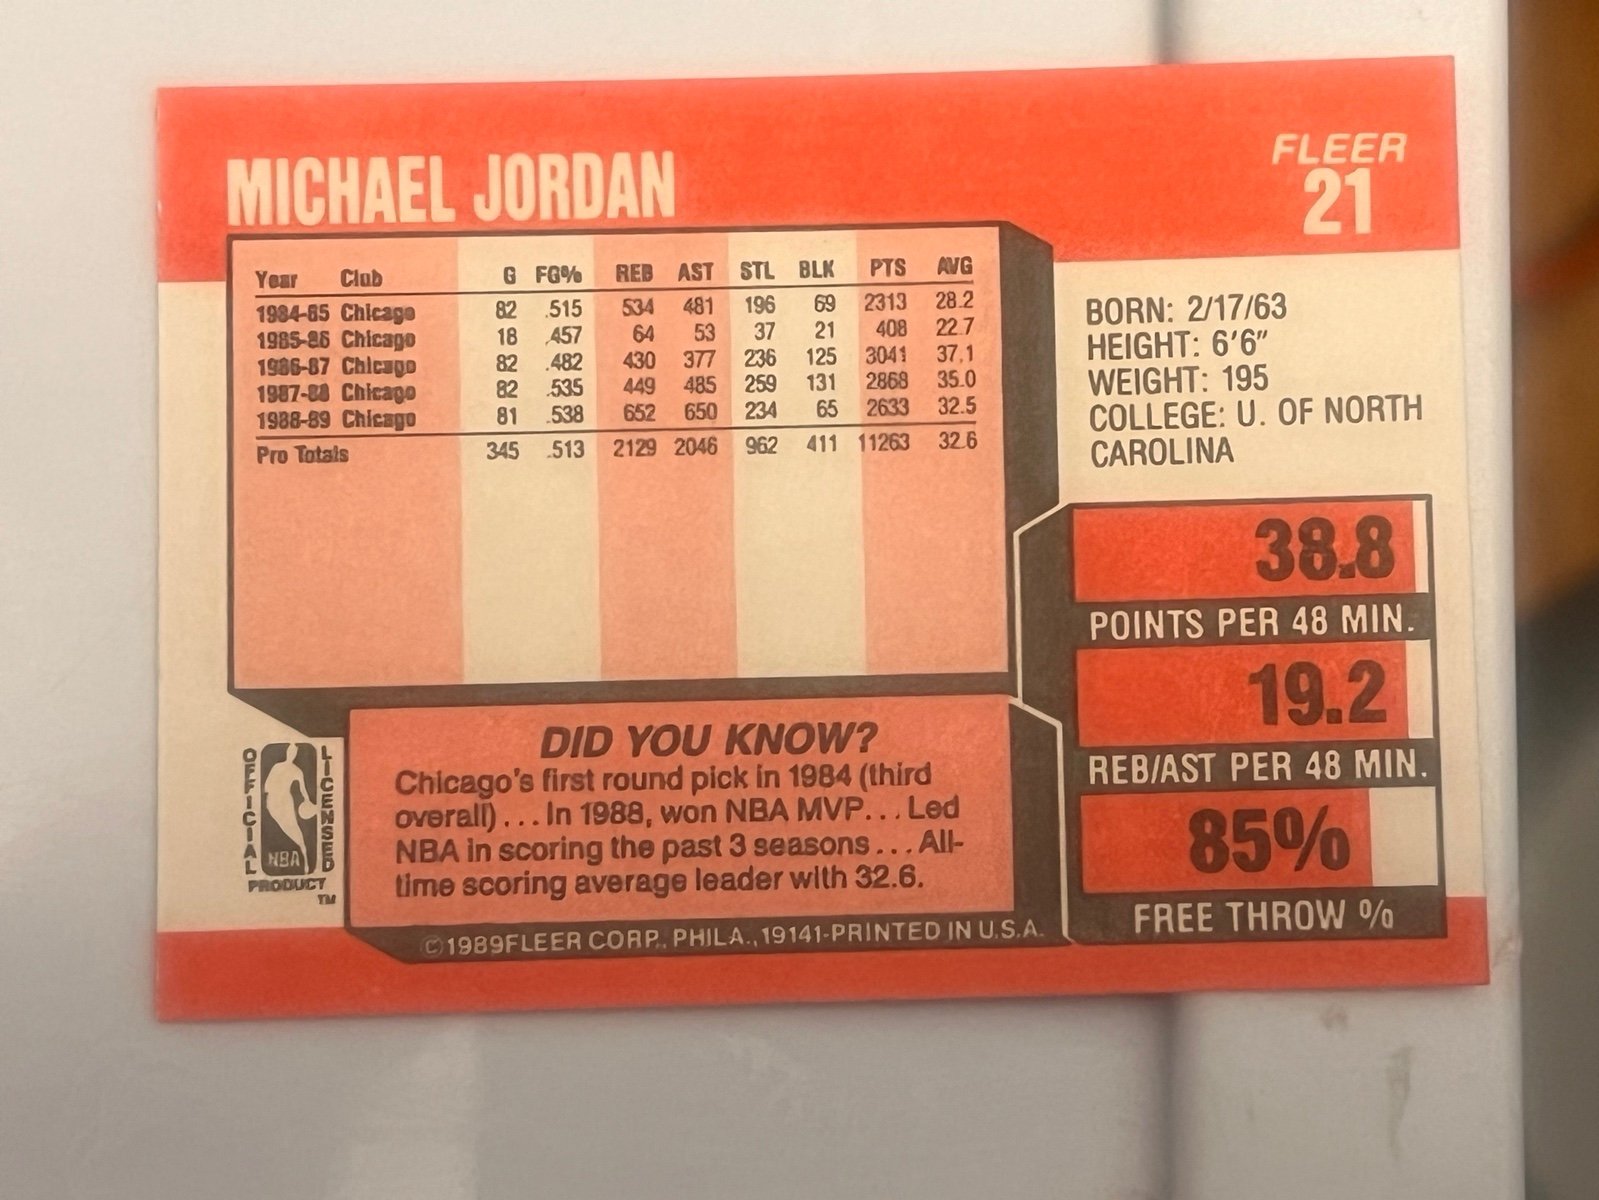 MICHAEL JORDAN
FLEER
21
Year Club G FG% REB AST STL BLK PTS AVG
1984-85 Chicago 82 .515 534 481 196 69 2313 28.2
1985-86 Chicago 18 .457 64 53 37 21 408 22.7
1986-87 Chicago 82 .482 430 377 236 125 3041 37.1
1987-88 Chicago 82 .535 449 485 259 131 2868 35.0
1988-89 Chicago 81 .538 652 650 234 65 2633 32.5
Pro Totals 345 .513 2129 2046 962 411 11263 32.6
BORN: 2/17/63
HEIGHT: 6'6"
WEIGHT: 195
COLLEGE: U. OF NORTH
CAROLINA
38.8
POINTS PER 48 MIN.
19.2
REB/AST PER 48 MIN.
85%
FREE THROW %
DID YOU KNOW?
Chicago's first round pick in 1984 (third
overall)...In 1988, won NBA MVP...Led
NBA in scoring the past 3 seasons...All-
time scoring average leader with 32.6.
OFFICIAL LICENSED
NBA
PRODUCT
TM
©1989FLEER CORP., PHILA., 19141-PRINTED IN U.S.A.